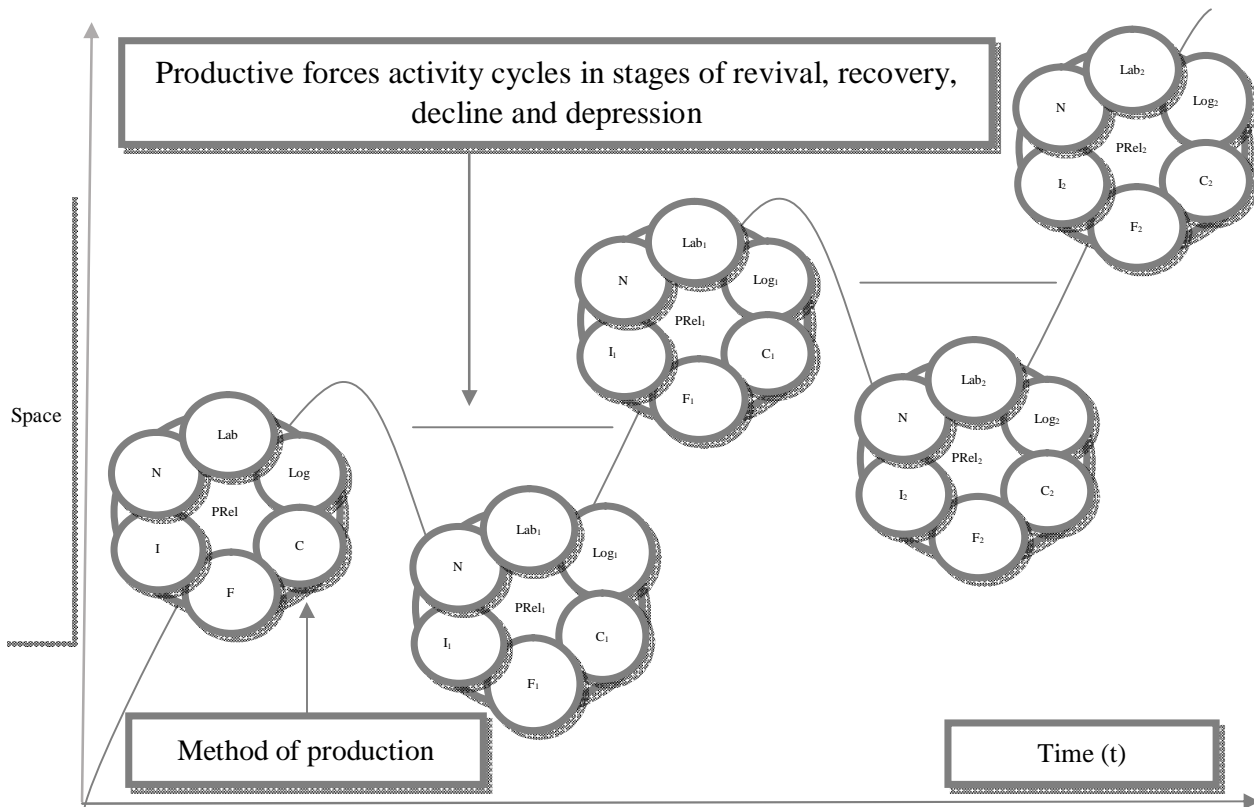 Productive forces activity cycles in stages of revival, recovery,
decline and depression
Space
Lab
N
Log
PRel
I
C
F
Lab₁
N
Log₁
PRel₁
I₁
C₁
F₁
Lab₁
N
Log₁
PRel₁
I₁
C₁
F₁
Lab₂
N
Log₂
PRel₂
I₂
C₂
F₂
Lab₂
N
Log₂
PRel₂
I₂
C₂
F₂
Method of production
Time (t)